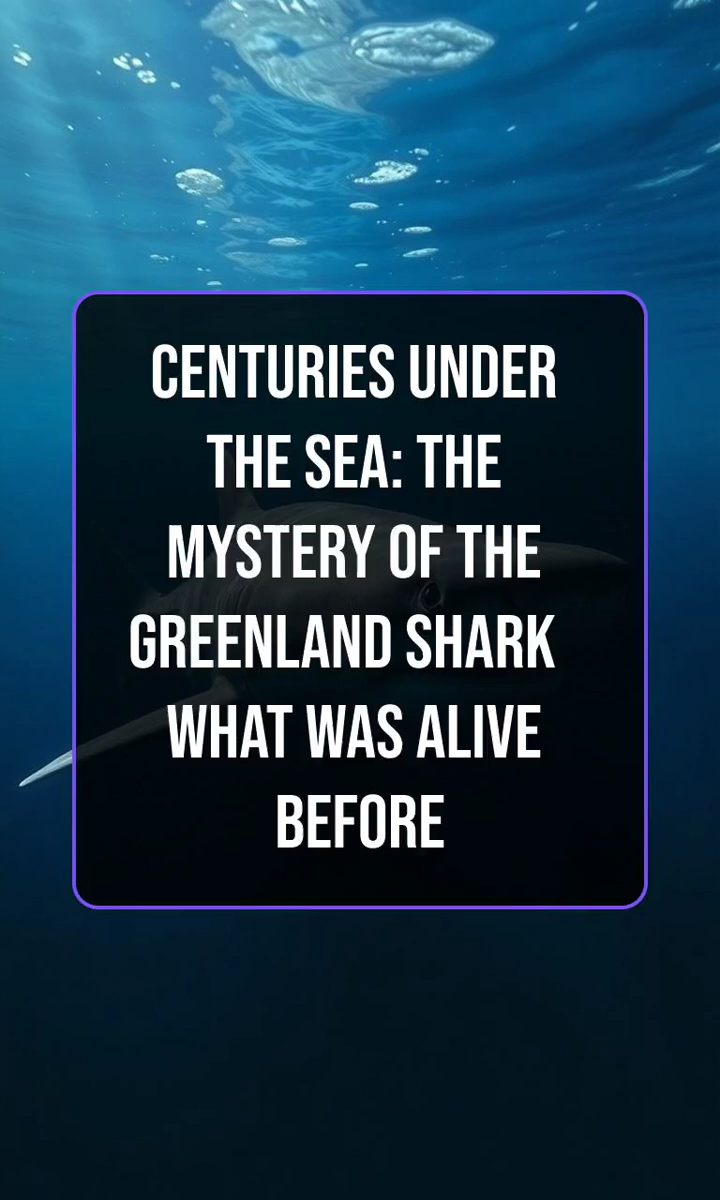 CENTURIES UNDER
THE SEA: THE
MYSTERY OF THE
GREENLAND SHARK
WHAT WAS ALIVE
BEFORE